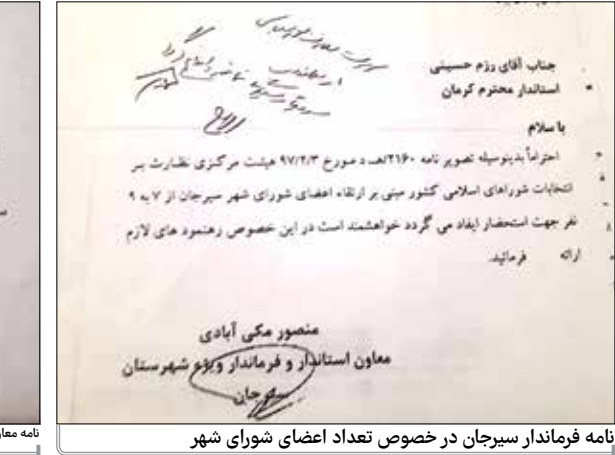 جناب آقای رزم حسینی
استاندار محترم کرمان
با سلام
احتراماً بدینوسیله تصویر نامه ۲۱۶۰/هـ د مورخ ۹۷/۲/۳ هیئت مرکزی نظارت بر
انتخابات شوراهای اسلامی کشور مبنی بر ارتقاء اعضای شورای شهر سیرجان از ۷ به ۹
نفر جهت استحضار ایفاد می گردد خواهشمند است در این خصوص رهنمود های لازم
ارائه فرمائید.
منصور مکی آبادی
معاون استاندار و فرماندار ویژه شهرستان
سیرجان
نامه فرماندار سیرجان در خصوص تعداد اعضای شورای شهر
نامه